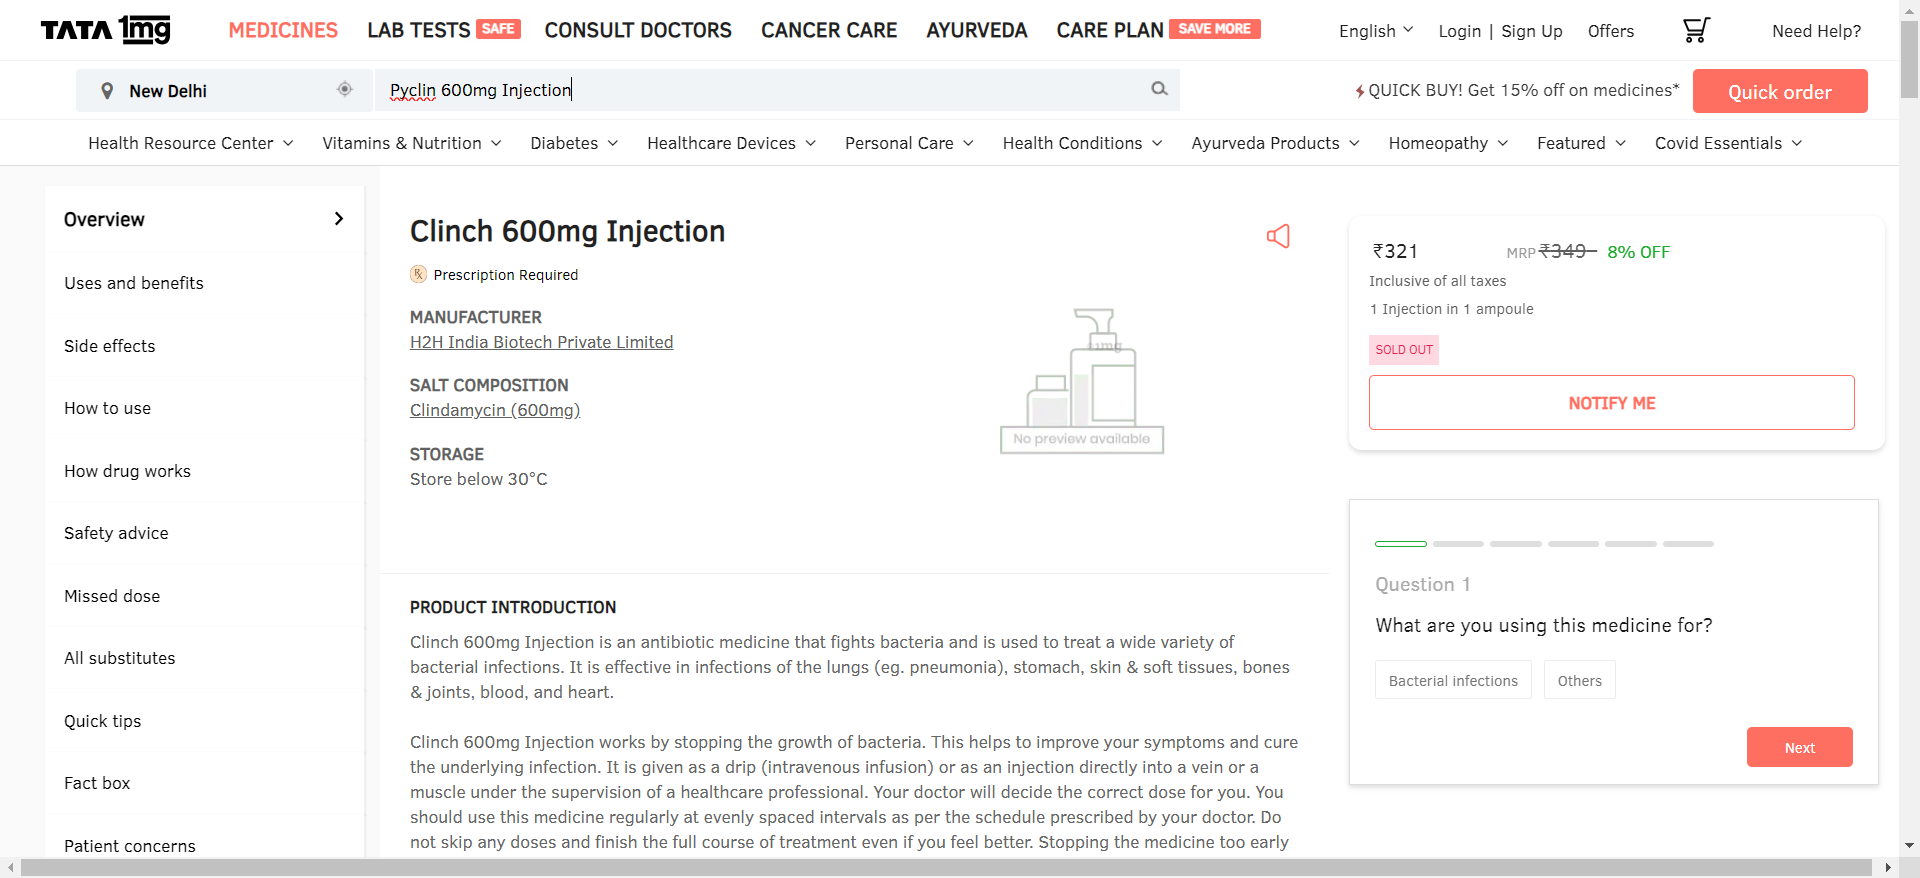 TATA 1mg
MEDICINES LAB TESTS SAFE CONSULT DOCTORS CANCER CARE AYURVEDA CARE PLAN SAVE MORE English Login | Sign Up Offers Need Help?
New Delhi Pyclin 600mg Injection QUICK BUY! Get 15% off on medicines* Quick order
Health Resource Center Vitamins & Nutrition Diabetes Healthcare Devices Personal Care Health Conditions Ayurveda Products Homeopathy Featured Covid Essentials
Overview
Uses and benefits
Side effects
How to use
How drug works
Safety advice
Missed dose
All substitutes
Quick tips
Fact box
Patient concerns
Clinch 600mg Injection
Rx Prescription Required
MANUFACTURER
H2H India Biotech Private Limited
SALT COMPOSITION
Clindamycin (600mg)
STORAGE
Store below 30°C
1mg
No preview available
PRODUCT INTRODUCTION
Clinch 600mg Injection is an antibiotic medicine that fights bacteria and is used to treat a wide variety of
bacterial infections. It is effective in infections of the lungs (eg. pneumonia), stomach, skin & soft tissues, bones
& joints, blood, and heart.
Clinch 600mg Injection works by stopping the growth of bacteria. This helps to improve your symptoms and cure
the underlying infection. It is given as a drip (intravenous infusion) or as an injection directly into a vein or a
muscle under the supervision of a healthcare professional. Your doctor will decide the correct dose for you. You
should use this medicine regularly at evenly spaced intervals as per the schedule prescribed by your doctor. Do
not skip any doses and finish the full course of treatment even if you feel better. Stopping the medicine too early
₹321 MRP ₹349 8% OFF
Inclusive of all taxes
1 Injection in 1 ampoule
SOLD OUT
NOTIFY ME
Question 1
What are you using this medicine for?
Bacterial infections Others
Next